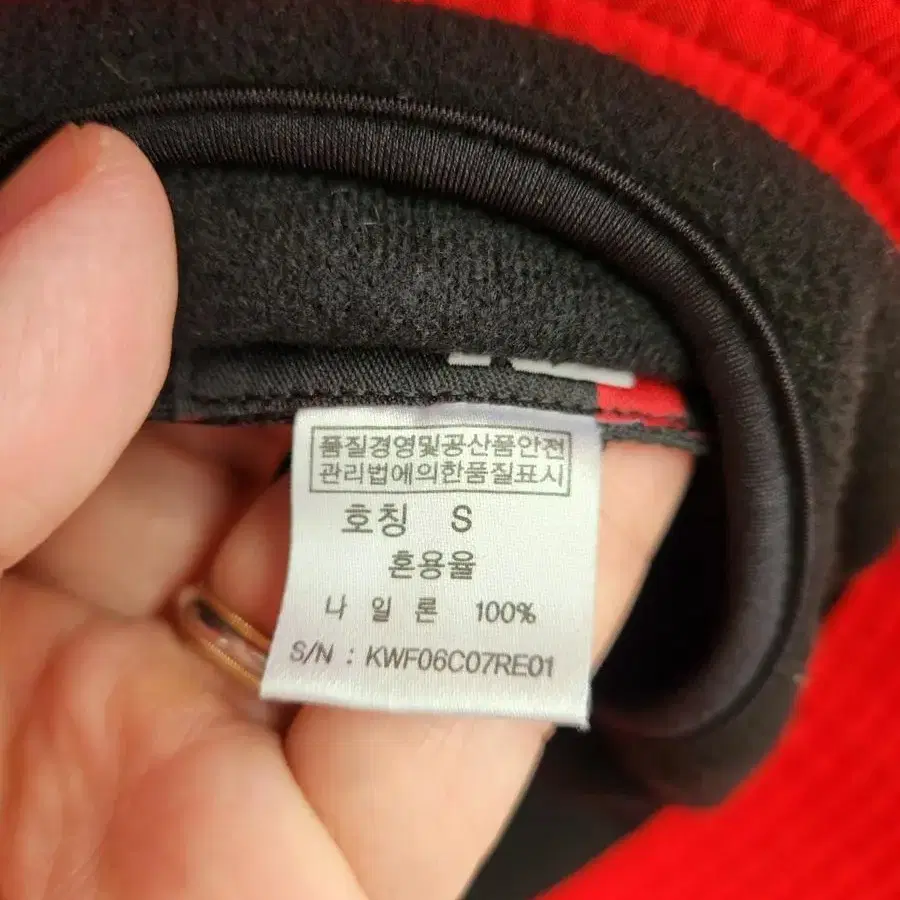 품질경영및공산품안전
관리법에의한품질표시
호칭 S
혼용율
나 일 론 100%
S/N : KWF06C07RE01